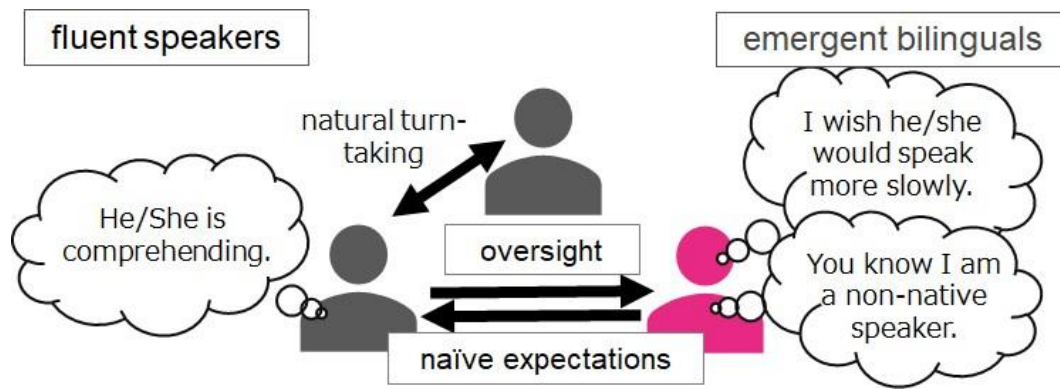 fluent speakers
emergent bilinguals
natural turn-
taking
He/She is
comprehending.
I wish he/she
would speak
more slowly.
oversight
You know I am
a non-native
speaker.
naïve expectations